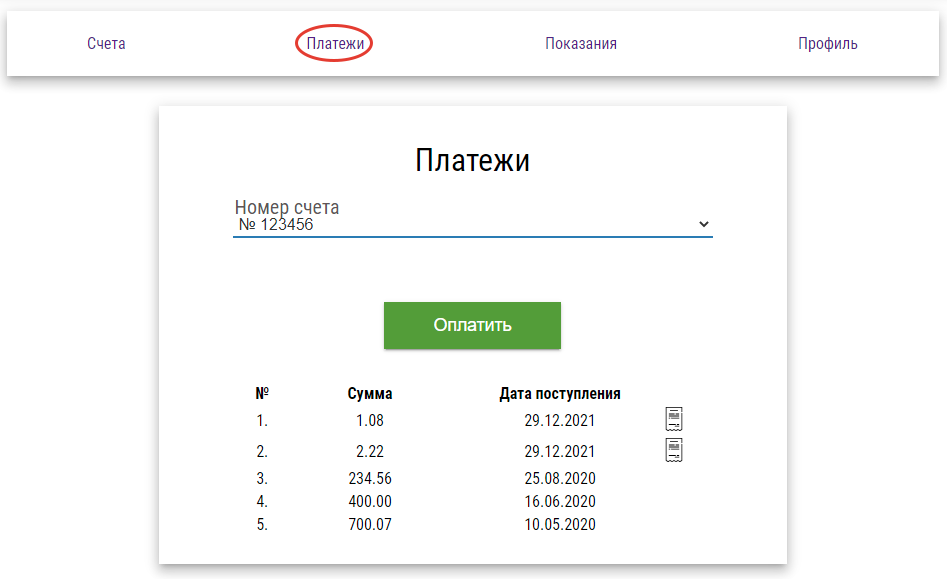 Счета Платежи Показания Профиль
Платежи
Номер счета
№ 123456
Оплатить
№ Сумма Дата поступления
1. 1.08 29.12.2021
2. 2.22 29.12.2021
3. 234.56 25.08.2020
4. 400.00 16.06.2020
5. 700.07 10.05.2020